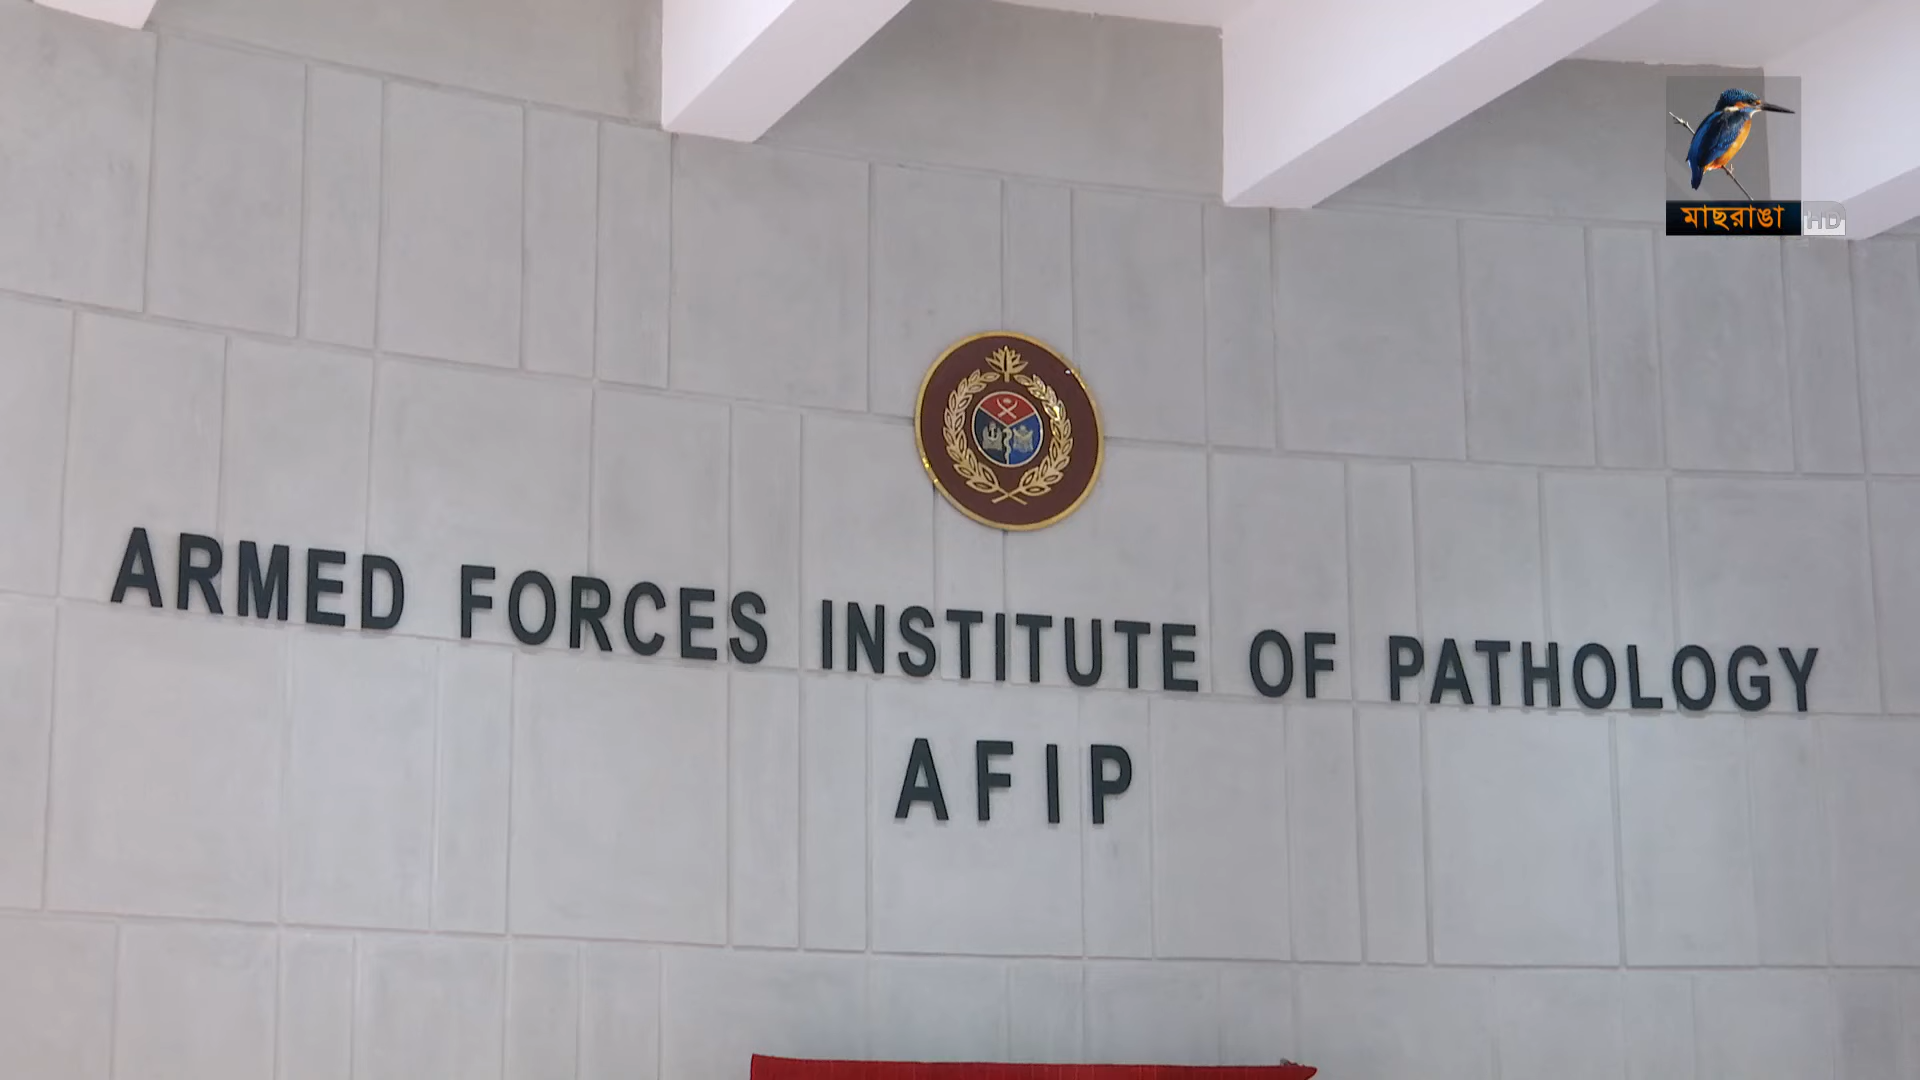 মাছরাঙা HD
ARMED FORCES INSTITUTE OF PATHOLOGY
AFIP